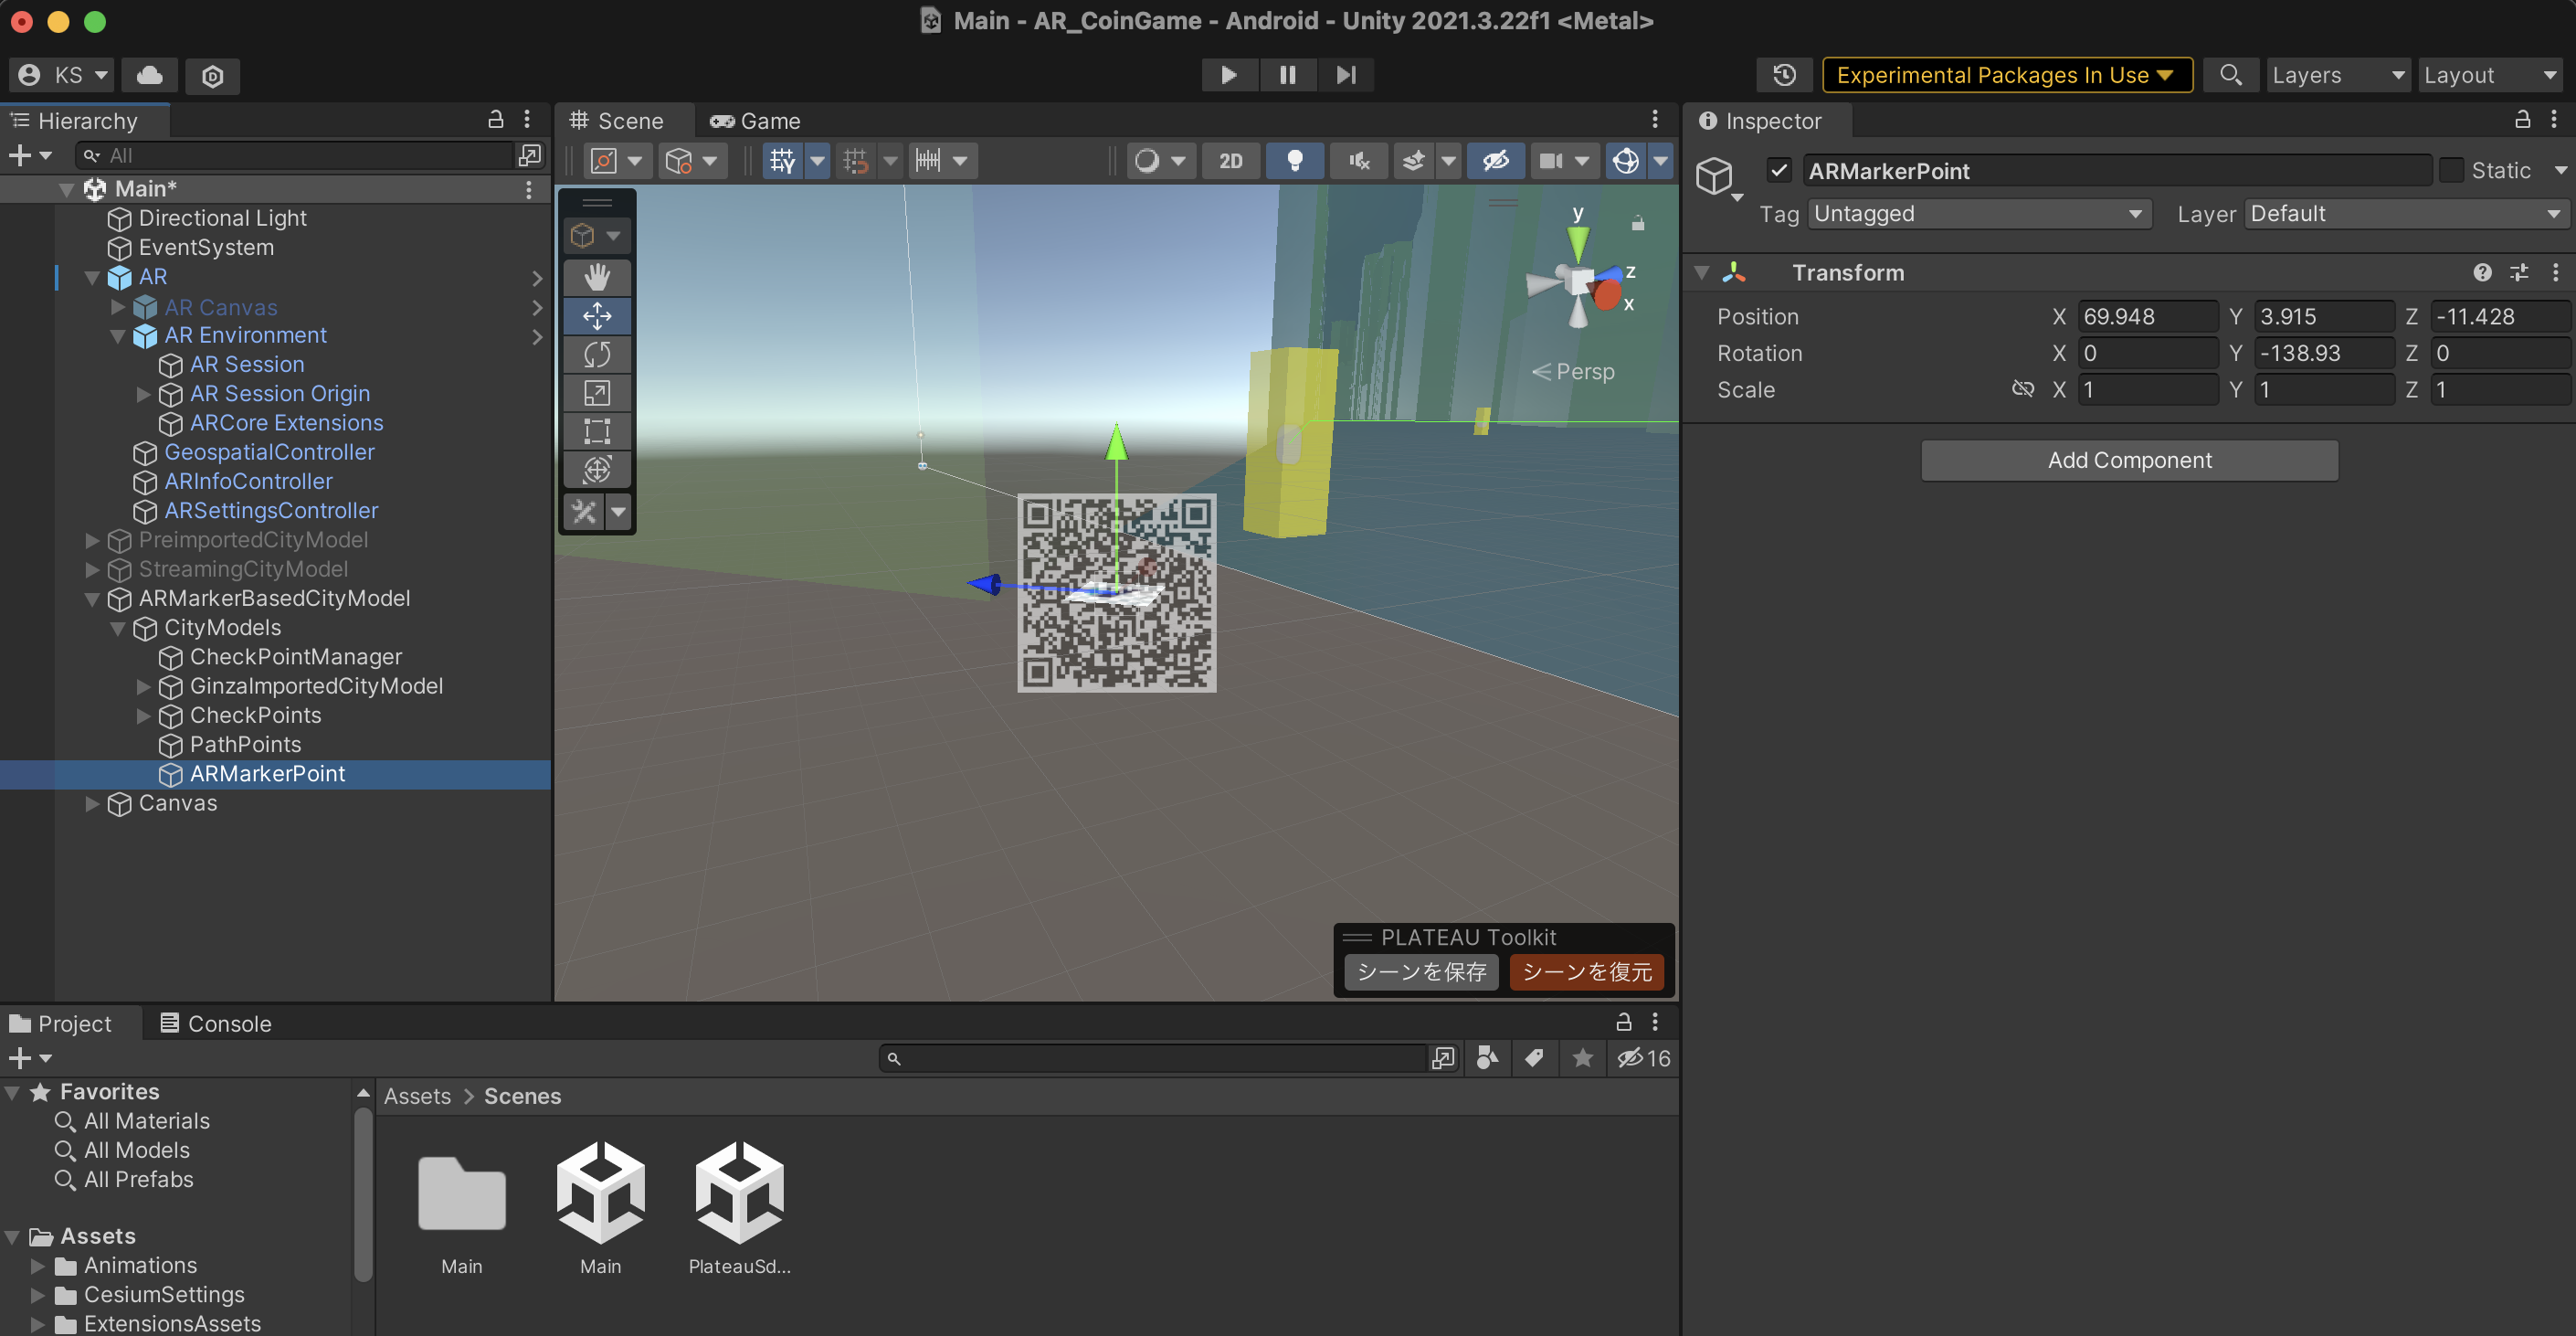 Main - AR_CoinGame - Android - Unity 2021.3.22f1 <Metal>
KS
Experimental Packages In Use
Layers
Layout
Hierarchy
All
Main*
Directional Light
EventSystem
AR
AR Canvas
AR Environment
AR Session
AR Session Origin
ARCore Extensions
GeospatialController
ARInfoController
ARSettingsController
PreimportedCityModel
StreamingCityModel
ARMarkerBasedCityModel
CityModels
CheckPointManager
GinzaImportedCityModel
CheckPoints
PathPoints
ARMarkerPoint
Canvas
Scene
Game
2D
y
z
x
Persp
PLATEAU Toolkit
シーンを保存
シーンを復元
Inspector
ARMarkerPoint
Static
Tag Untagged
Layer Default
Transform
Position X 69.948 Y 3.915 Z -11.428
Rotation X 0 Y -138.93 Z 0
Scale X 1 Y 1 Z 1
Add Component
Project
Console
16
Favorites
All Materials
All Models
All Prefabs
Assets
Animations
CesiumSettings
ExtensionsAssets
Assets > Scenes
Main
Main
PlateauSd...